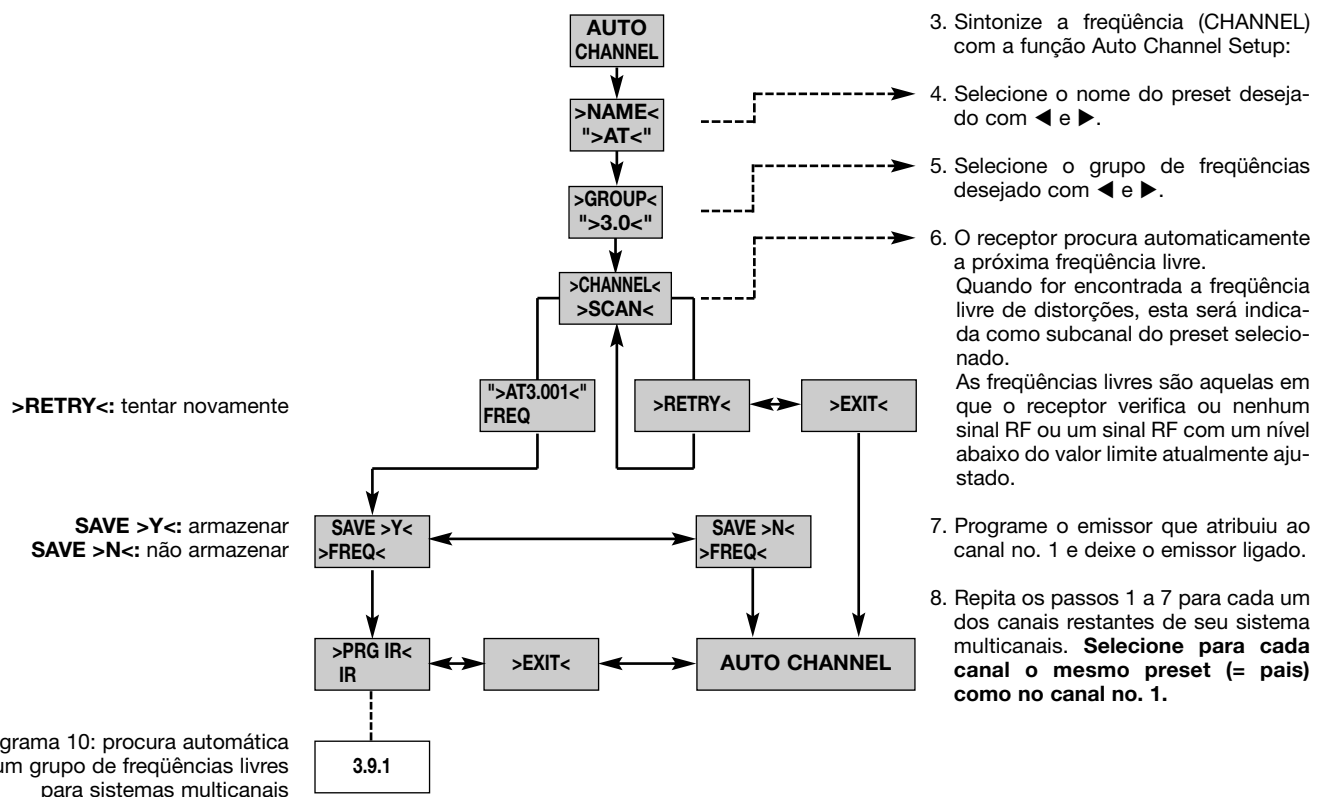 AUTO
CHANNEL
>NAME<
">AT<"
>GROUP<
">3.0<"
>CHANNEL<
>SCAN<
">AT3.001<"
FREQ
>RETRY<
>EXIT<
>RETRY<: tentar novamente
SAVE >Y<: armazenar
SAVE >N<: não armazenar
SAVE >Y<
>FREQ<
SAVE >N<
>FREQ<
>PRG IR<
IR
>EXIT<
AUTO CHANNEL
3.9.1
grama 10: procura automática
um grupo de freqüências livres
para sistemas multicanais
3. Sintonize a freqüência (CHANNEL)
com a função Auto Channel Setup:
4. Selecione o nome do preset deseja-
do com ◀ e ▶.
5. Selecione o grupo de freqüências
desejado com ◀ e ▶.
6. O receptor procura automaticamente
a próxima freqüência livre.
Quando for encontrada a freqüência
livre de distorções, esta será indica-
da como subcanal do preset selecio-
nado.
As freqüências livres são aquelas em
que o receptor verifica ou nenhum
sinal RF ou um sinal RF com um nível
abaixo do valor limite atualmente aju-
stado.
7. Programe o emissor que atribuiu ao
canal no. 1 e deixe o emissor ligado.
8. Repita os passos 1 a 7 para cada um
dos canais restantes de seu sistema
multicanais. Selecione para cada
canal o mesmo preset (= pais)
como no canal no. 1.